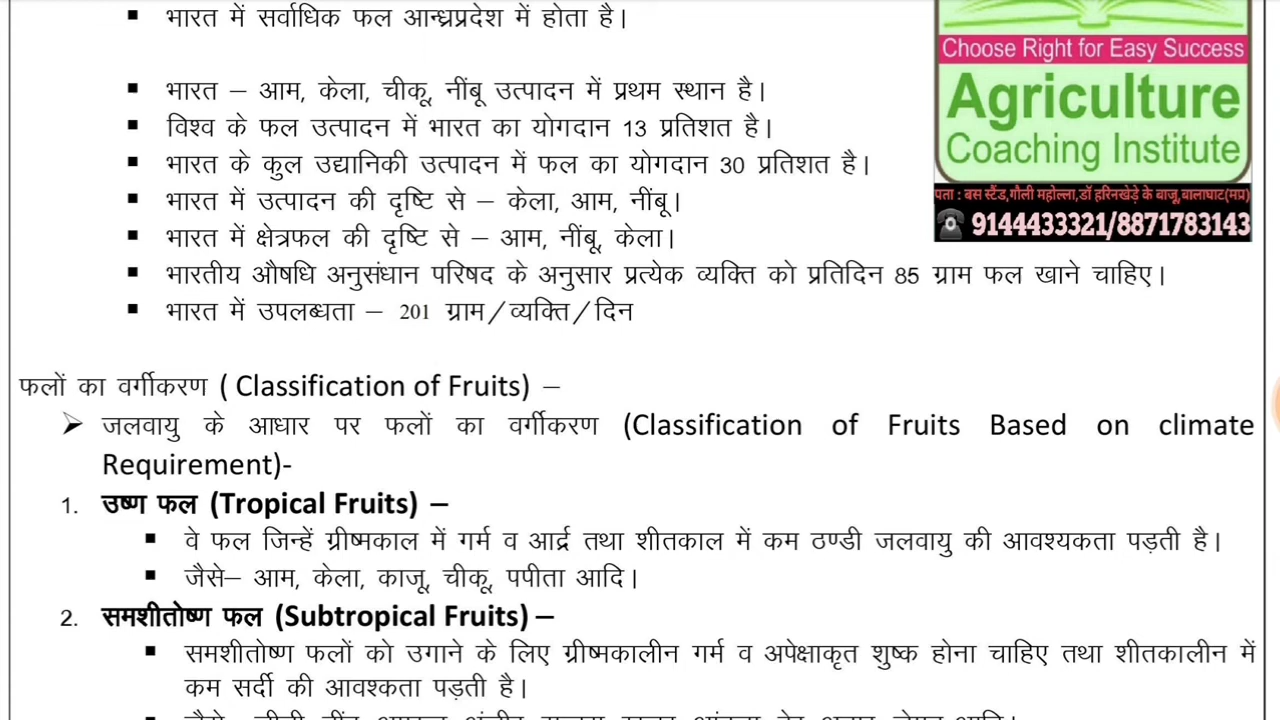 भारत में सर्वाधिक फल आन्ध्रप्रदेश में होता है।
Choose Right for Easy Success
Agriculture
Coaching Institute
पता : बस स्टैंड,गौली महोल्ला,डॉ हरिनखेड़े के बाजू,बालाघाट(मप्र)
9144433321/8871783143
भारत – आम, केला, चीकू, नींबू उत्पादन में प्रथम स्थान है।
विश्व के फल उत्पादन में भारत का योगदान 13 प्रतिशत है।
भारत के कुल उद्यानिकी उत्पादन में फल का योगदान 30 प्रतिशत है।
भारत में उत्पादन की दृष्टि से – केला, आम, नींबू।
भारत में क्षेत्रफल की दृष्टि से – आम, नींबू, केला।
भारतीय औषधि अनुसंधान परिषद के अनुसार प्रत्येक व्यक्ति को प्रतिदिन 85 ग्राम फल खाने चाहिए।
भारत में उपलब्धता – 201 ग्राम/व्यक्ति/दिन
फलों का वर्गीकरण ( Classification of Fruits) –
जलवायु के आधार पर फलों का वर्गीकरण (Classification of Fruits Based on climate
Requirement)-
1. उष्ण फल (Tropical Fruits) –
वे फल जिन्हें ग्रीष्मकाल में गर्म व आर्द्र तथा शीतकाल में कम ठण्डी जलवायु की आवश्यकता पड़ती है।
जैसे– आम, केला, काजू, चीकू, पपीता आदि।
2. समशीतोष्ण फल (Subtropical Fruits) –
समशीतोष्ण फलों को उगाने के लिए ग्रीष्मकालीन गर्म व अपेक्षाकृत शुष्क होना चाहिए तथा शीतकालीन में
कम सर्दी की आवश्कता पड़ती है।